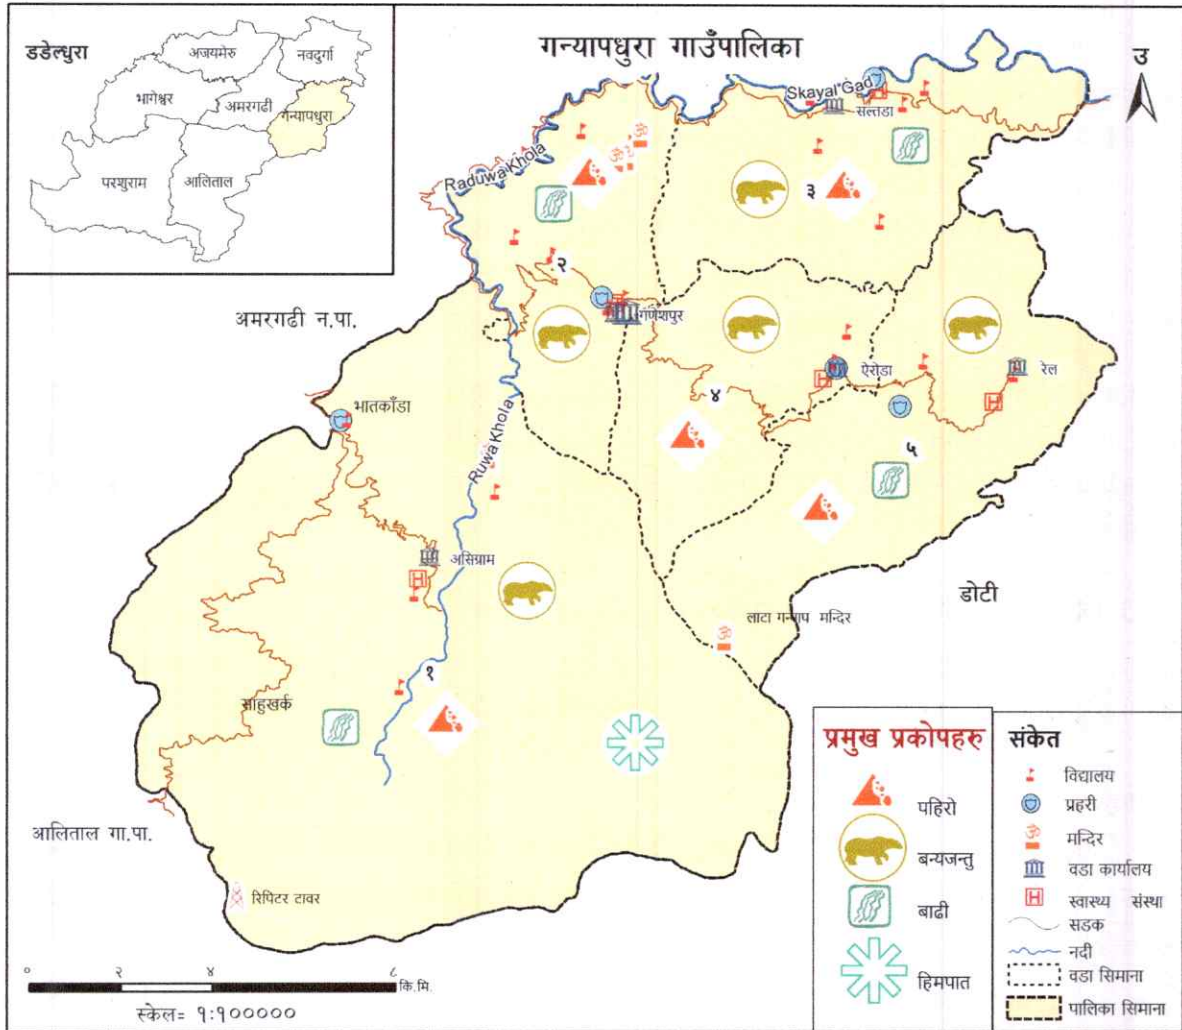 गन्यापधुरा गाउँपालिका
उ
डडेल्धुरा
अजयमेरु
नवदुर्गा
भागेश्वर
अमरगढी
गन्यापधुरा
परशुराम
आलिताल
Skayal Gad
सल्तडा
Raduwa Khola
३
२
गणेशपुर
अमरगढी न.पा.
ऐरोडा
रेल
४
भातकाँडा
Ruwa Khola
५
असिग्राम
डोटी
लाटा गन्याप मन्दिर
१
साहुखर्क
आलिताल गा.पा.
रिपिटर टावर
० २ ४ ८
कि.मि.
स्केल= १:१०००००
प्रमुख प्रकोपहरु
पहिरो
बन्यजन्तु
बाढी
हिमपात
संकेत
विद्यालय
प्रहरी
मन्दिर
वडा कार्यालय
स्वास्थ्य संस्था
सडक
नदी
वडा सिमाना
पालिका सिमाना